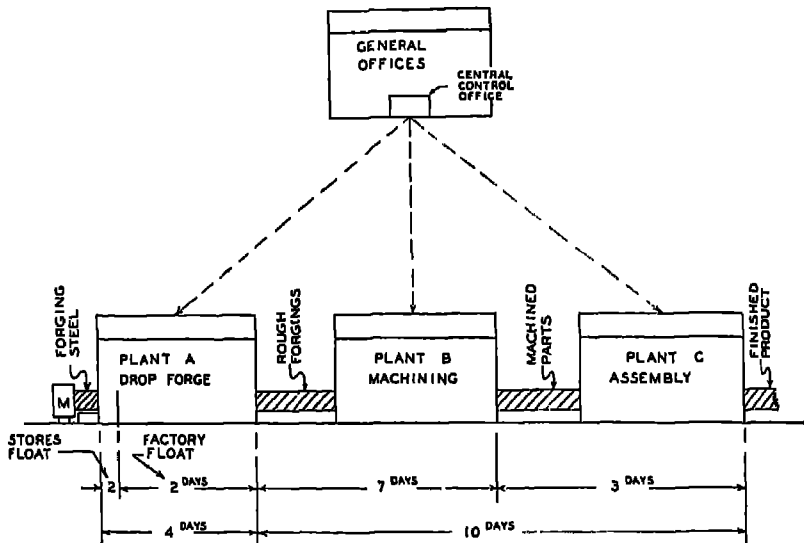 GENERAL
OFFICES
CENTRAL
CONTROL
OFFICE
FORGING
STEEL
ROUGH
FORGINGS
MACHINED
PARTS
FINISHED
PRODUCT
PLANT A
DROP FORGE
PLANT B
MACHINING
PLANT C
ASSEMBLY
M
STORES
FLOAT
FACTORY
FLOAT
2
2 DAYS
7 DAYS
3 DAYS
4 DAYS
10 DAYS